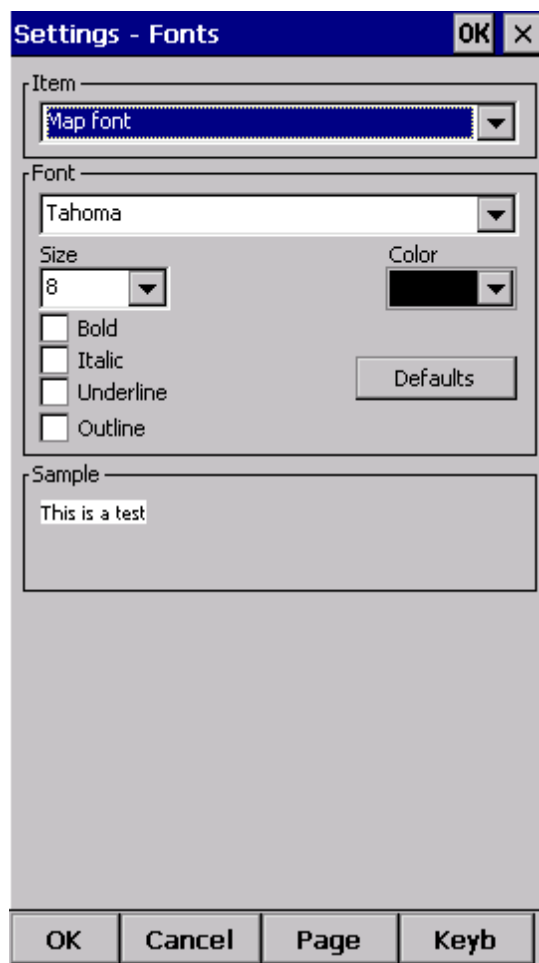 Settings - Fonts OK ×
Item
Map font
Font
Tahoma
Size Color
8
Bold
Italic
Underline
Defaults
Outline
Sample
This is a test
OK Cancel Page Keyb